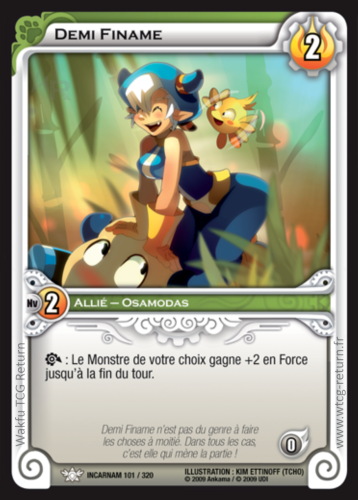 DEMI FINAME
2
Nv 2 ALLIÉ – OSAMODAS
: Le Monstre de votre choix gagne +2 en Force
jusqu'à la fin du tour.
Demi Finame n'est pas du genre à faire
les choses à moitié. Dans tous les cas,
c'est elle qui mène la partie !
0
INCARNAM 101 / 320
ILLUSTRATION : KIM ETTINOFF (TCHO)
© 2009 Ankama / © 2009 UDI
Wakfu TCG Return
www.wtcg-return.fr